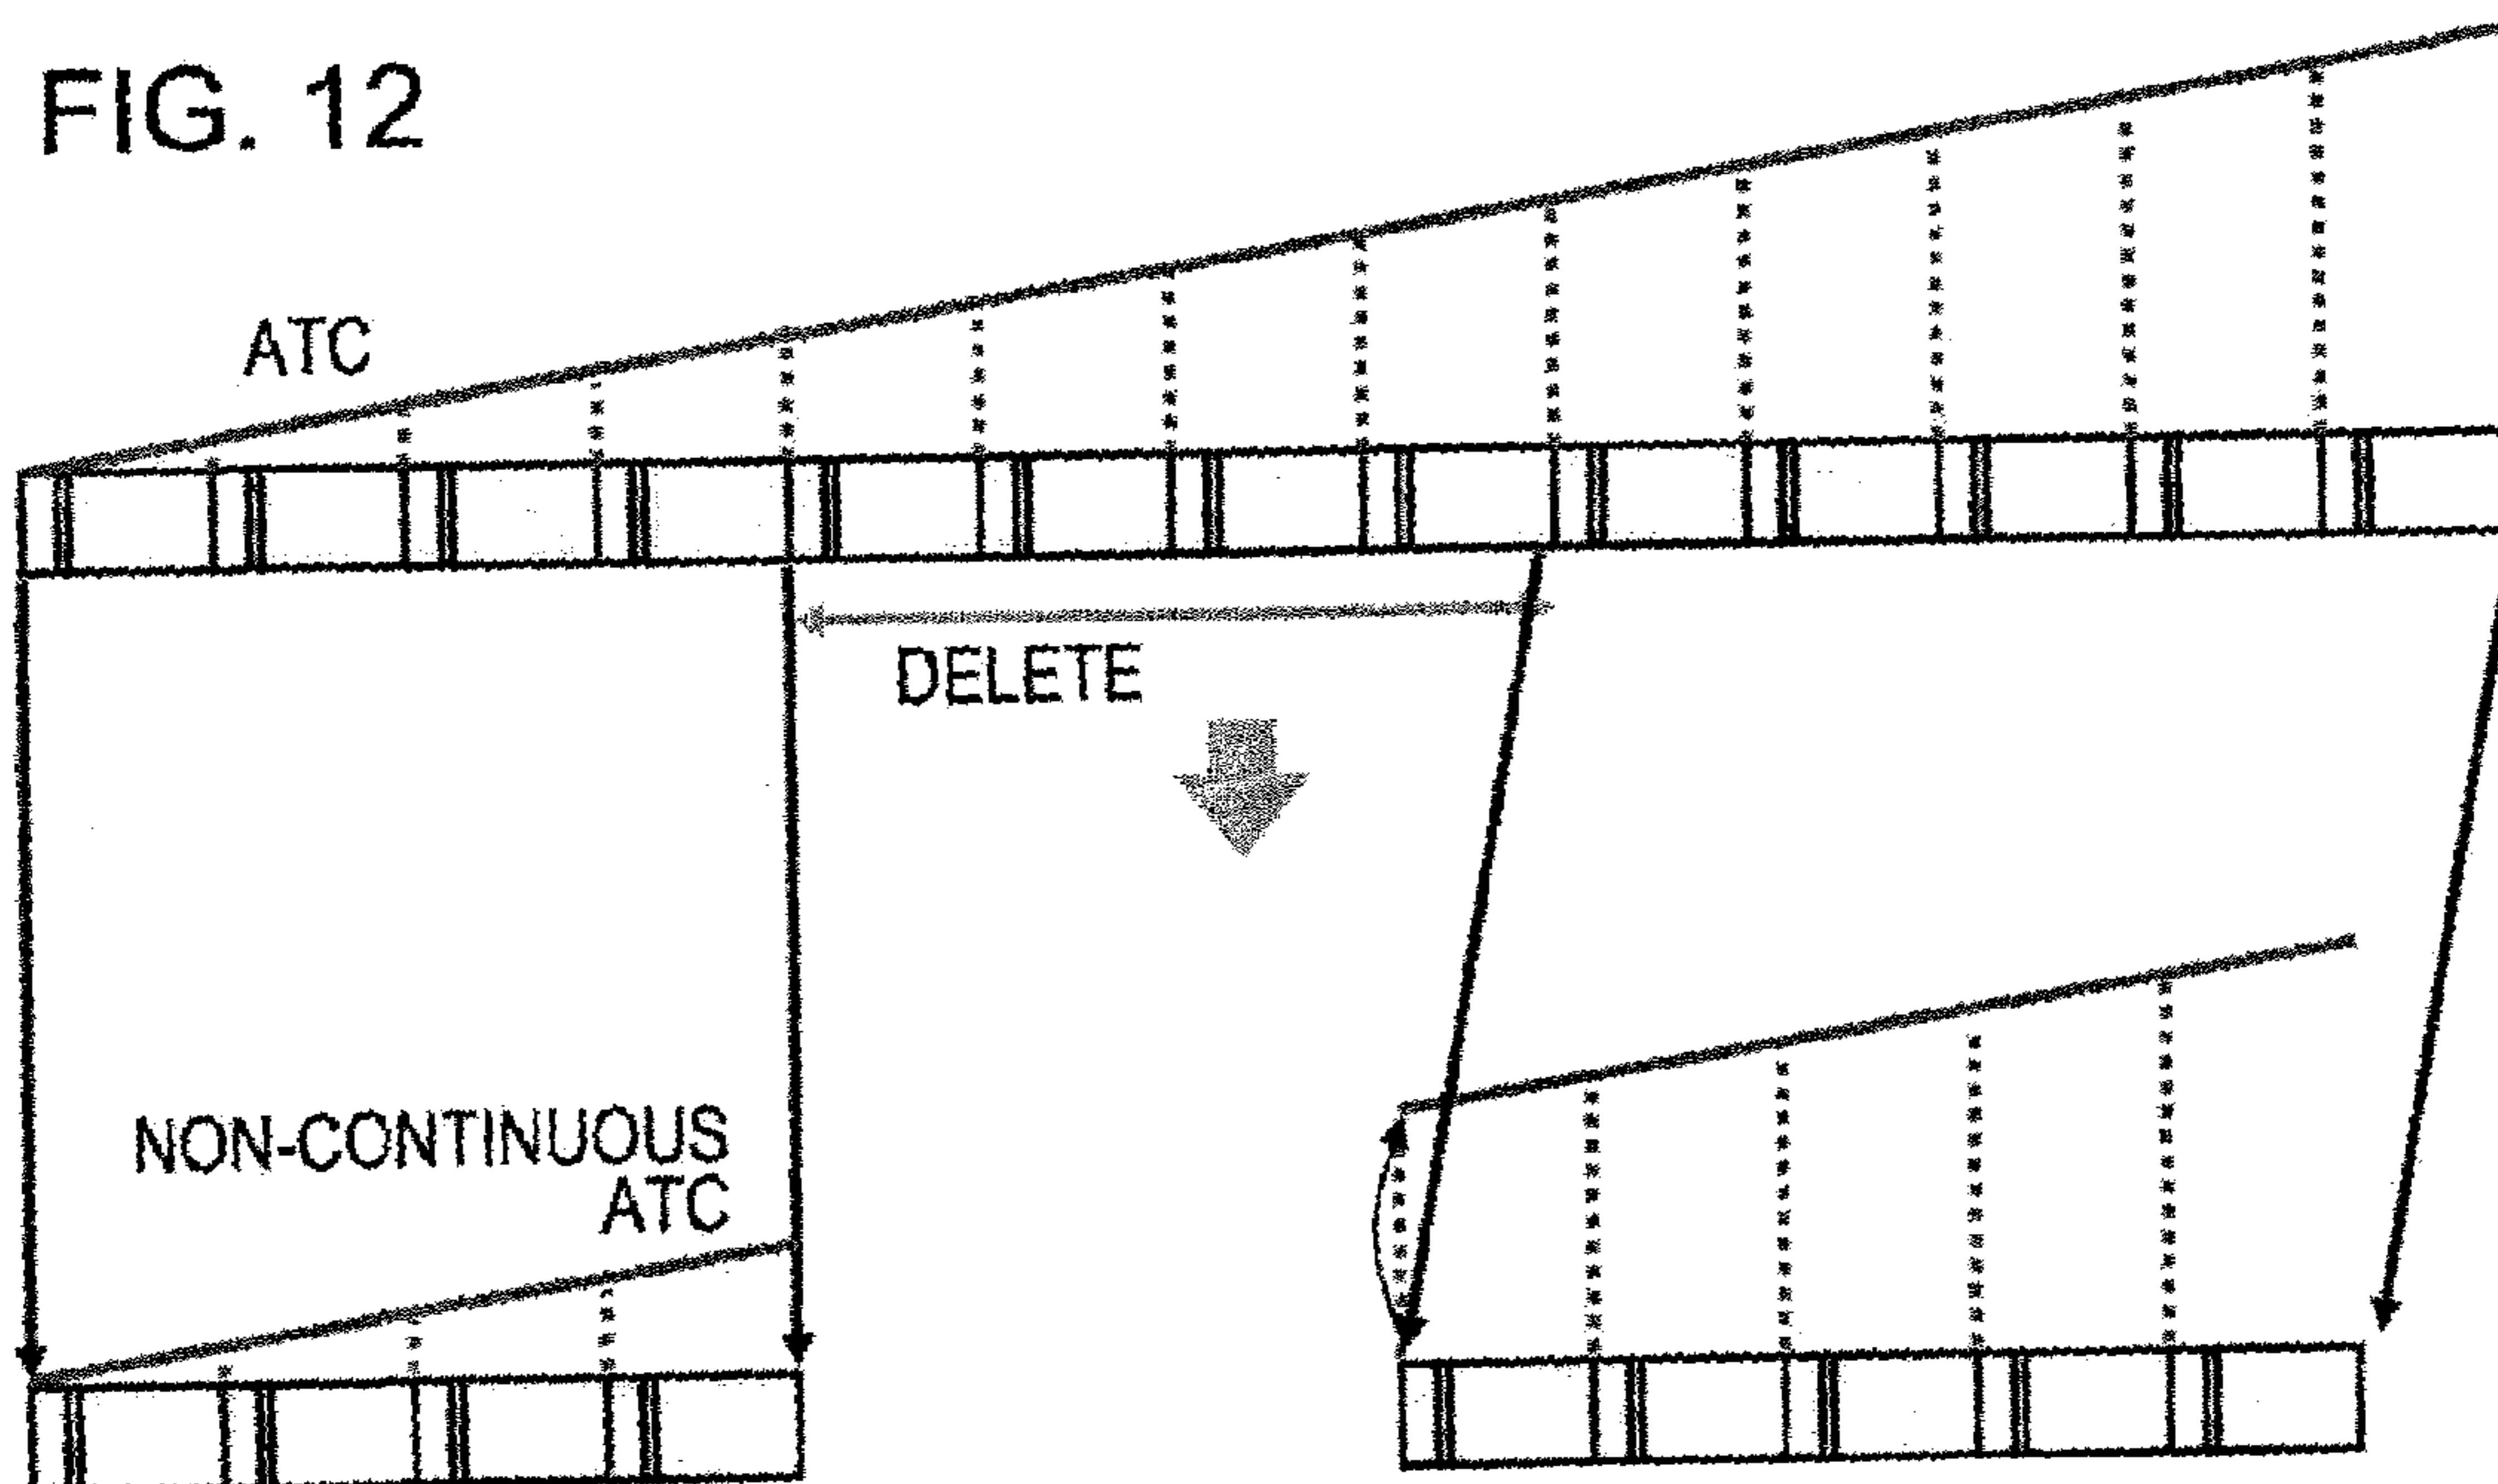 FIG. 12
ATC
DELETE
NON-CONTINUOUS
ATC